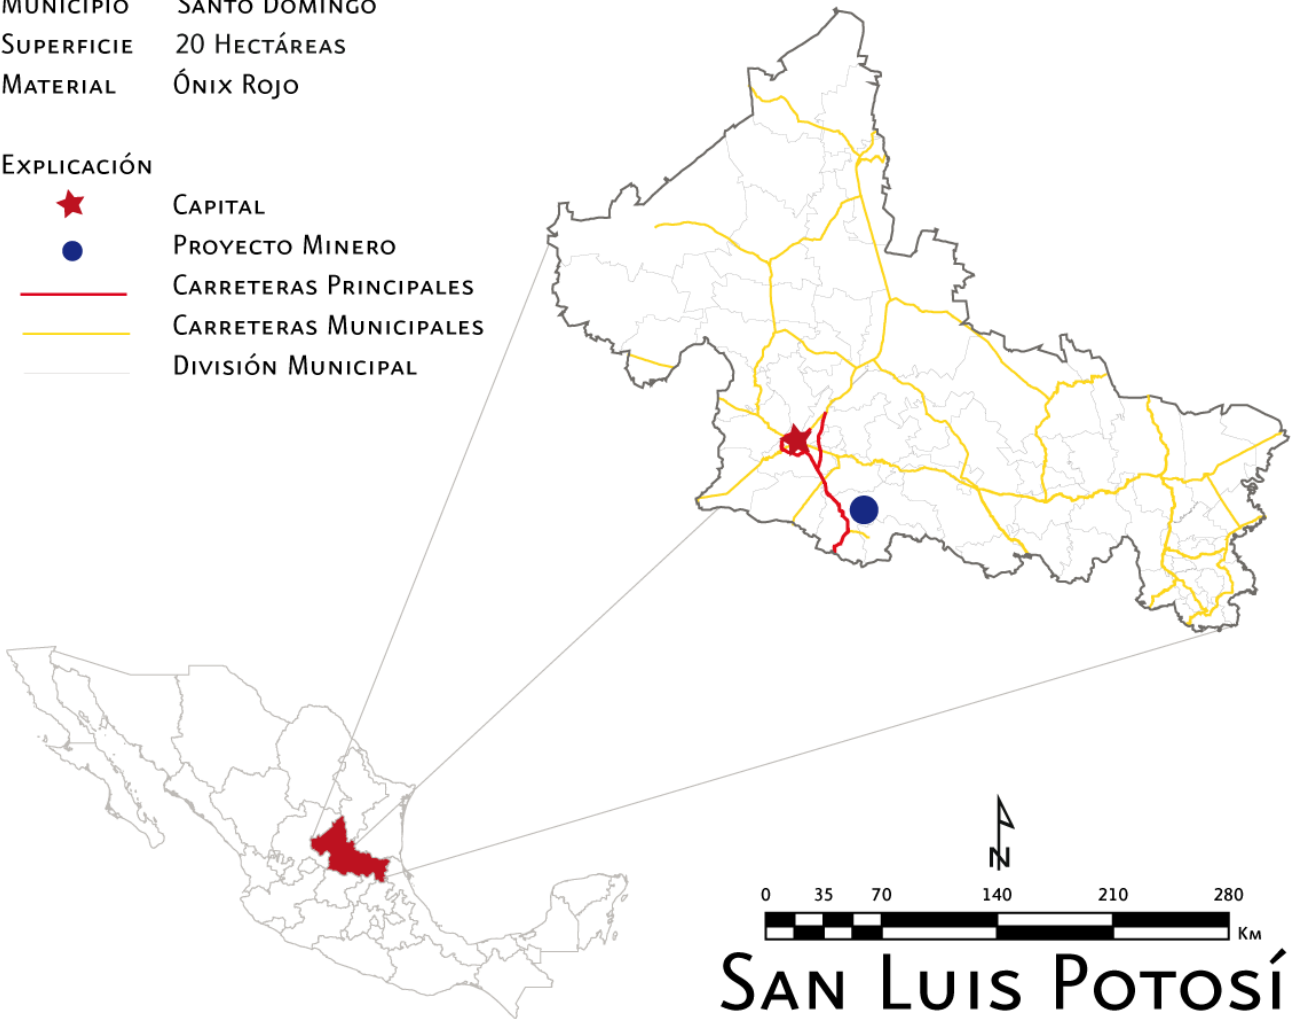 Municipio Santo Domingo
Superficie 20 Hectáreas
Material Ónix Rojo
Explicación
Capital
Proyecto Minero
Carreteras Principales
Carreteras Municipales
División Municipal
N
0 35 70 140 210 280
Km
San Luis Potosí